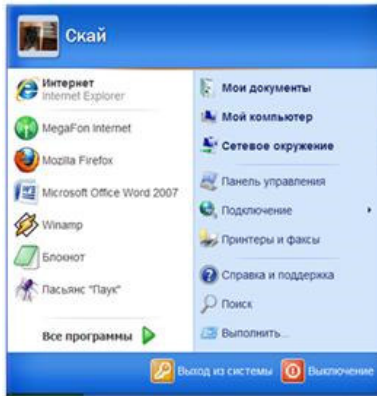 Скай
Интернет
Internet Explorer
MegaFon Internet
Mozilla Firefox
Microsoft Office Word 2007
Winamp
Блокнот
Пасьянс "Паук"
Все программы
Мои документы
Мой компьютер
Сетевое окружение
Панель управления
Подключение
Принтеры и факсы
Справка и поддержка
Поиск
Выполнить...
Выход из системы
Выключение